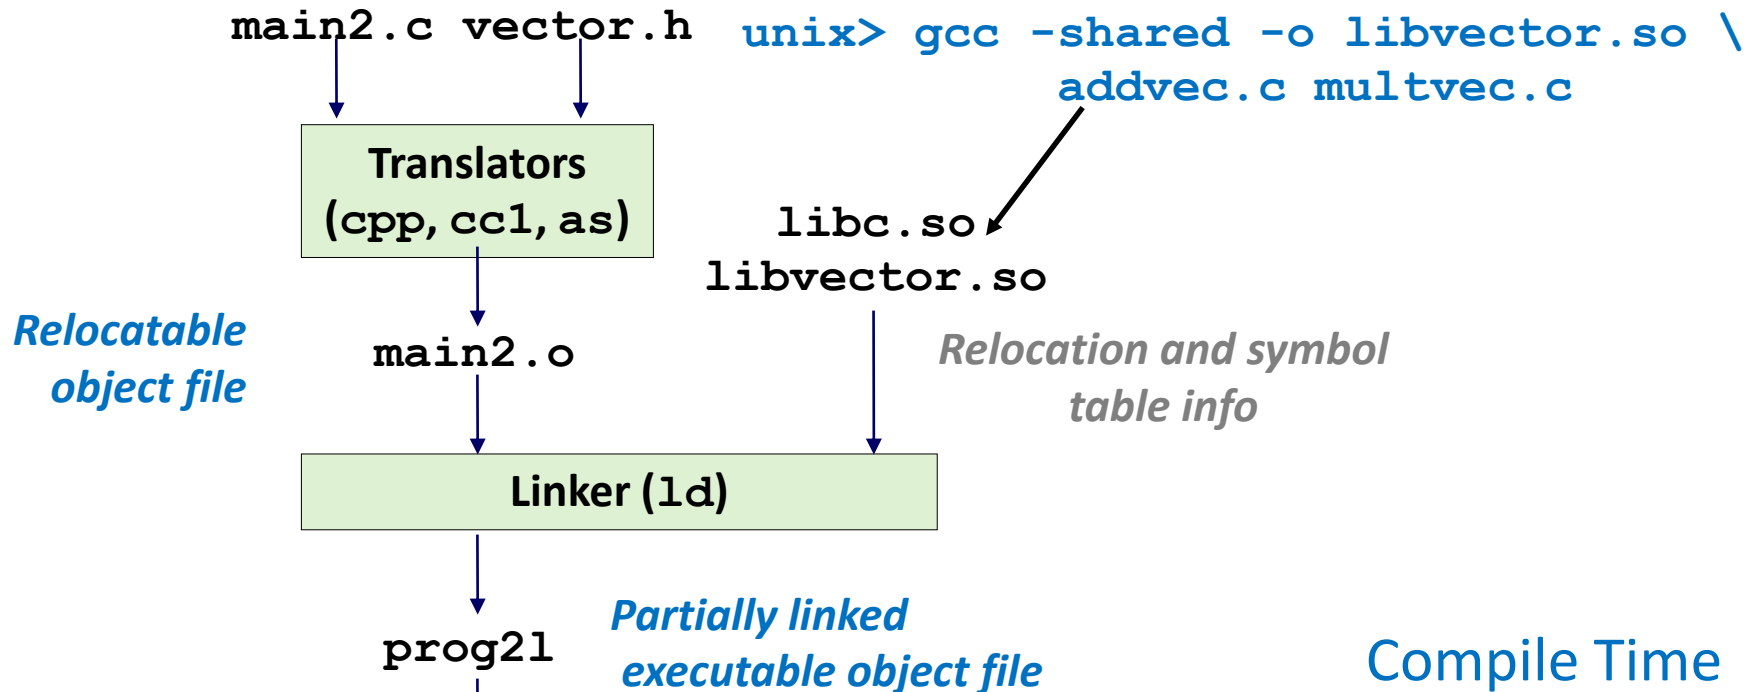 main2.c vector.h
unix> gcc -shared -o libvector.so \
addvec.c multvec.c
Translators
(cpp, cc1, as)
libc.so
libvector.so
Relocatable
object file
main2.o
Relocation and symbol
table info
Linker (ld)
prog2l
Partially linked
executable object file
Compile Time